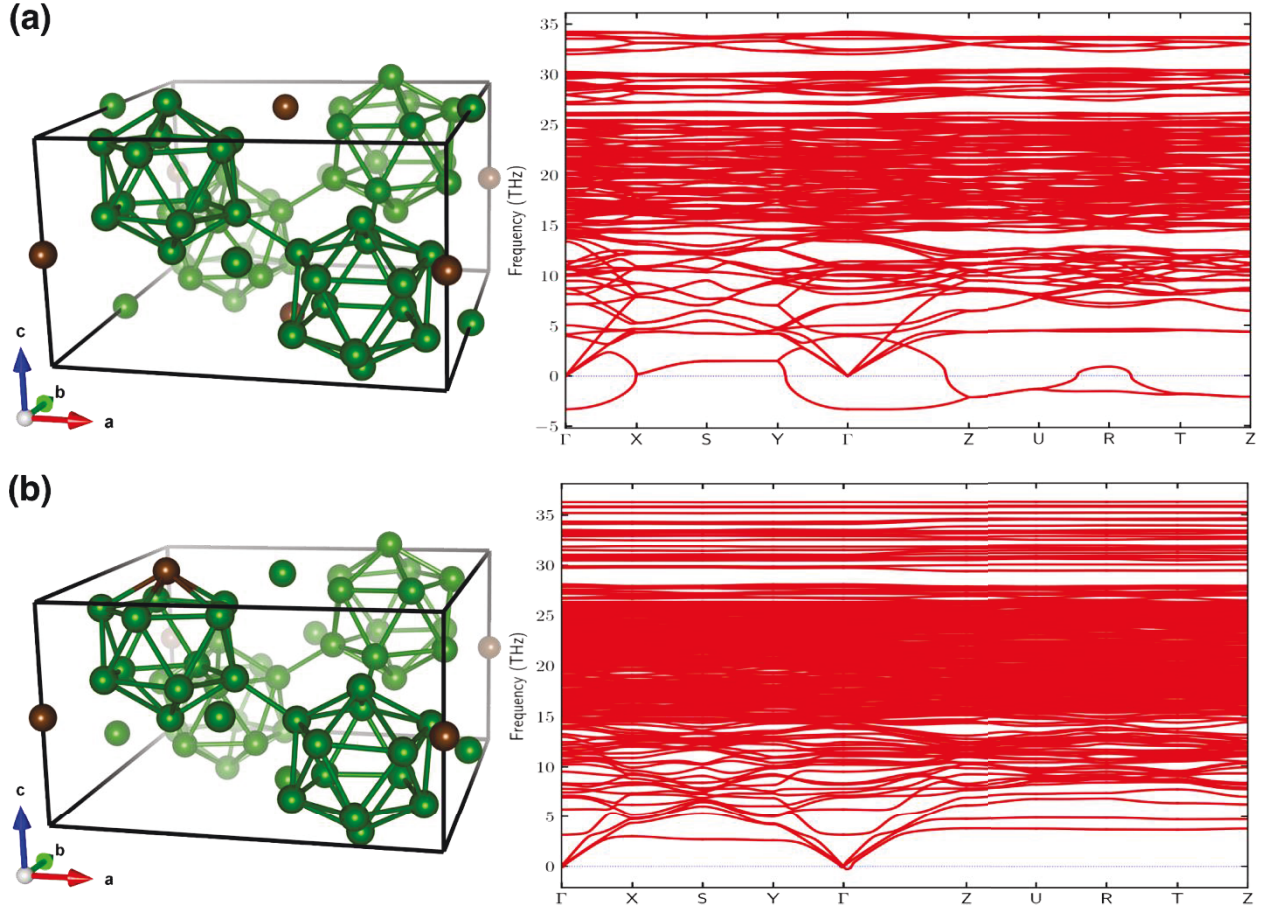 (a)
c
b
a
Frequency (THz)
35
30
25
20
15
10
5
0
−5
Γ X S Y Γ Z U R T Z
(b)
c
b
a
Frequency (THz)
35
30
25
20
15
10
5
0
Γ X S Y Γ Z U R T Z